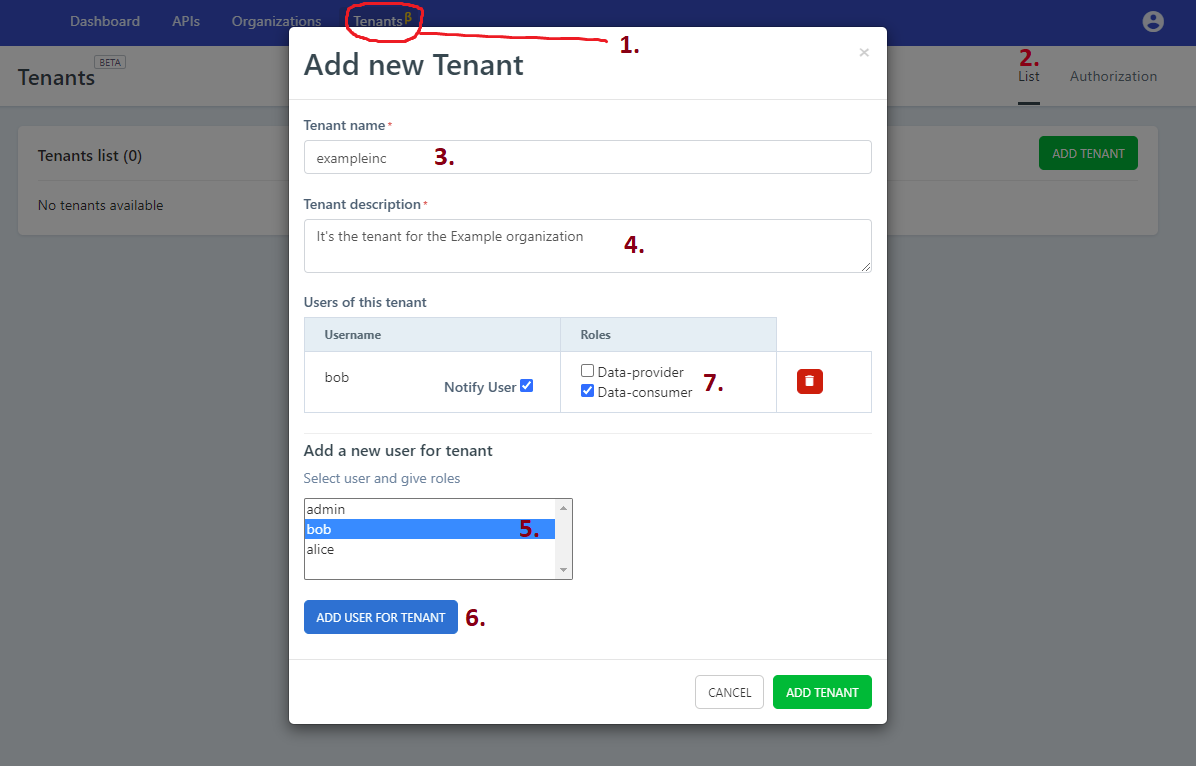 Dashboard APIs Organizations Tenants β
1.
Add new Tenant ×
Tenants BETA
2.
List Authorization
Tenant name *
exampleinc 3.
Tenants list (0) ADD TENANT
No tenants available
Tenant description *
It's the tenant for the Example organization 4.
Users of this tenant
Username Roles
bob Notify User Data-provider
Data-consumer 7.
Add a new user for tenant
Select user and give roles
admin
bob 5.
alice
ADD USER FOR TENANT 6.
CANCEL ADD TENANT